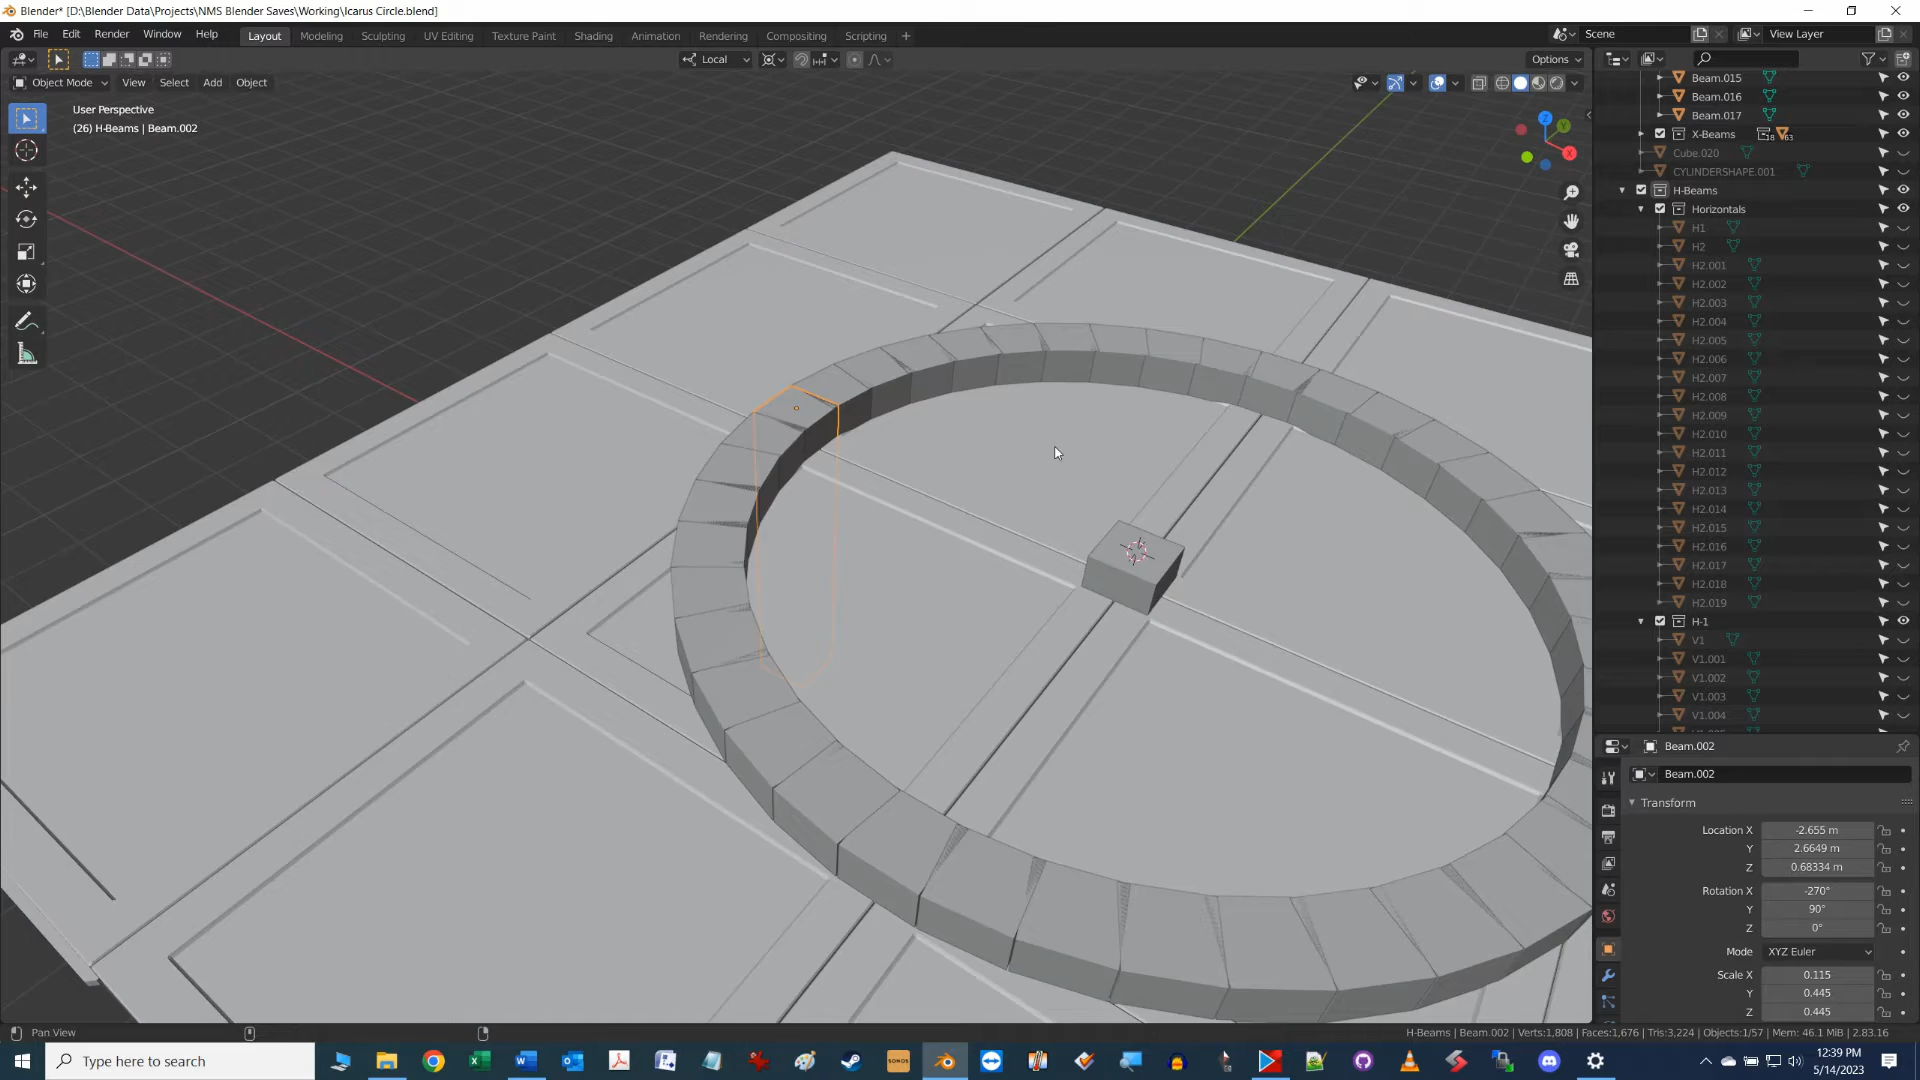 Blender* [D:\Blender Data\Projects\NMS Blender Saves\Working\Icarus Circle.blend]
File Edit Render Window Help Layout Modeling Sculpting UV Editing Texture Paint Shading Animation Rendering Compositing Scripting + Scene View Layer
Local Options
Object Mode View Select Add Object
User Perspective
(26) H-Beams | Beam.002
Z
Y
X
Beam.015
Beam.016
Beam.017
X-Beams 18 63
Cube.020
CYLINDERSHAPE.001
H-Beams
Horizontals
H1
H2
H2.001
H2.002
H2.003
H2.004
H2.005
H2.006
H2.007
H2.008
H2.009
H2.010
H2.011
H2.012
H2.013
H2.014
H2.015
H2.016
H2.017
H2.018
H2.019
H-1
V1
V1.001
V1.002
V1.003
V1.004
Beam.002
Beam.002
Transform
Location X -2.655 m
Y 2.6649 m
Z 0.68334 m
Rotation X -270°
Y 90°
Z 0°
Mode XYZ Euler
Scale X 0.115
Y 0.445
Z 0.445
Pan View
H-Beams | Beam.002 | Verts:1,808 | Faces:1,676 | Tris:3,224 | Objects:1/57 | Mem: 46.1 MiB | 2.83.16
Type here to search
SONOS
12:39 PM
5/14/2023